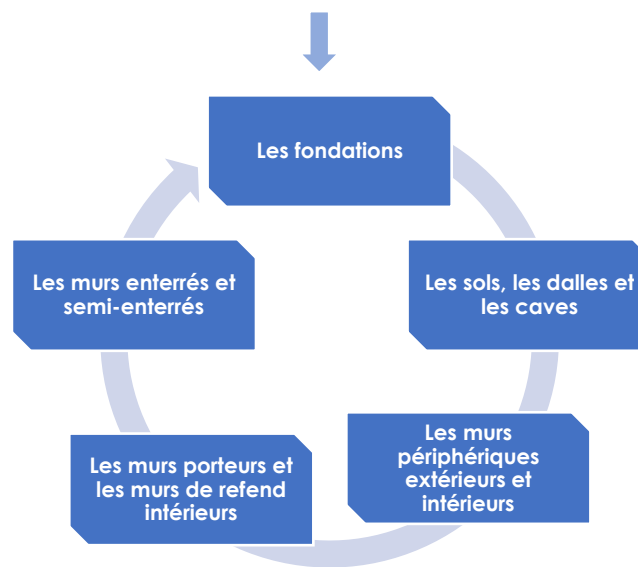 Les fondations
Les sols, les dalles et
les caves
Les murs
périphériques
extérieurs et
intérieurs
Les murs porteurs et
les murs de refend
intérieurs
Les murs enterrés et
semi-enterrés